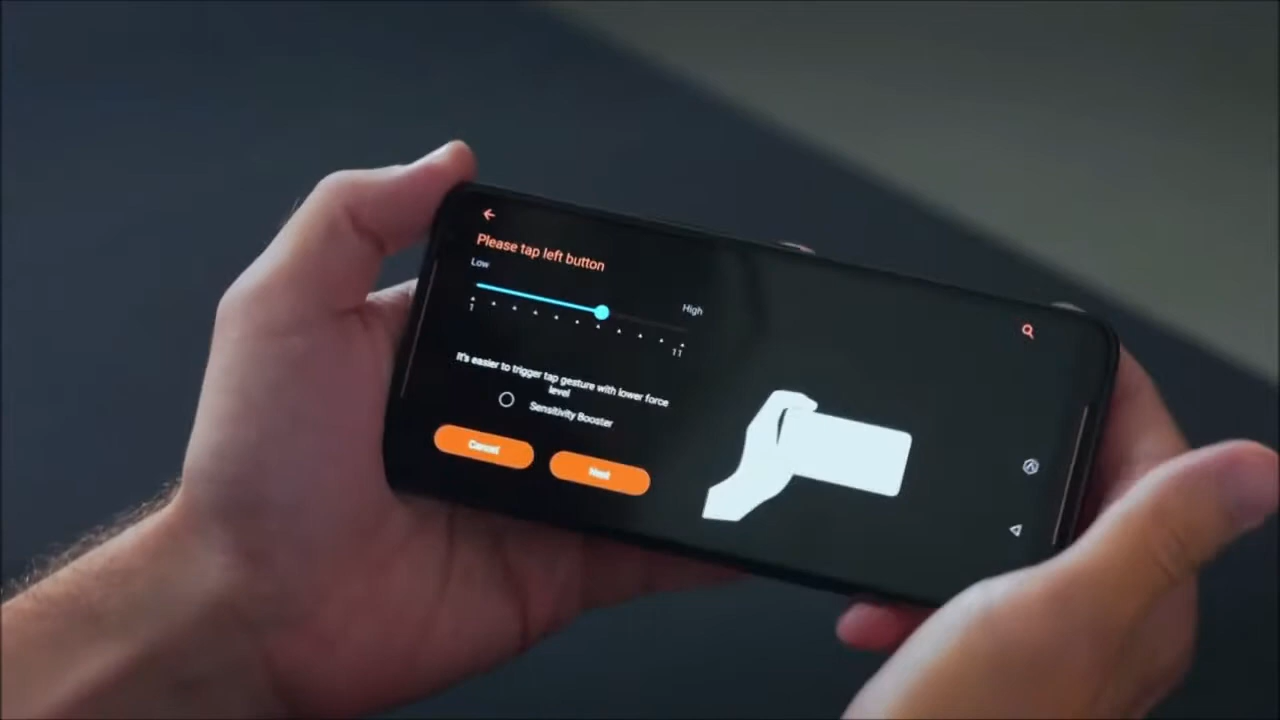 Please tap left button
Low
High
1
11
It's easier to trigger tap gesture with lower force
level
Sensitivity Booster
Cancel
Next